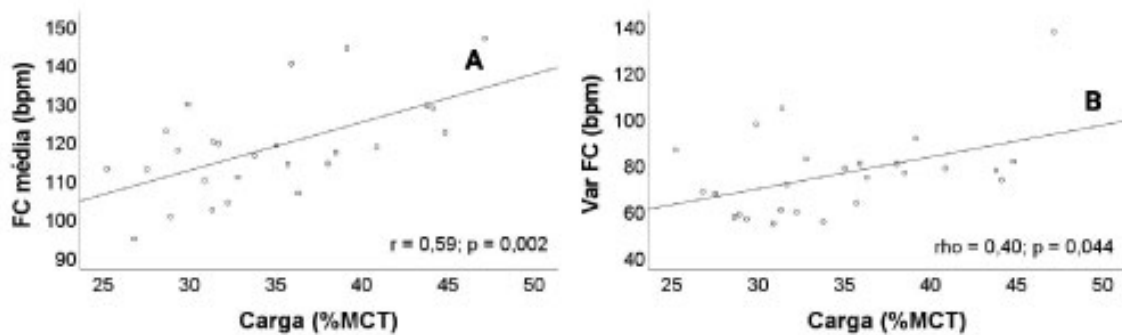 150
140
130
120
110
100
90
FC média (bpm)
A
r = 0,59; p = 0,002
25 30 35 40 45 50
Carga (%MCT)
140
120
100
80
60
40
Var FC (bpm)
B
rho = 0,40; p = 0,044
25 30 35 40 45 50
Carga (%MCT)